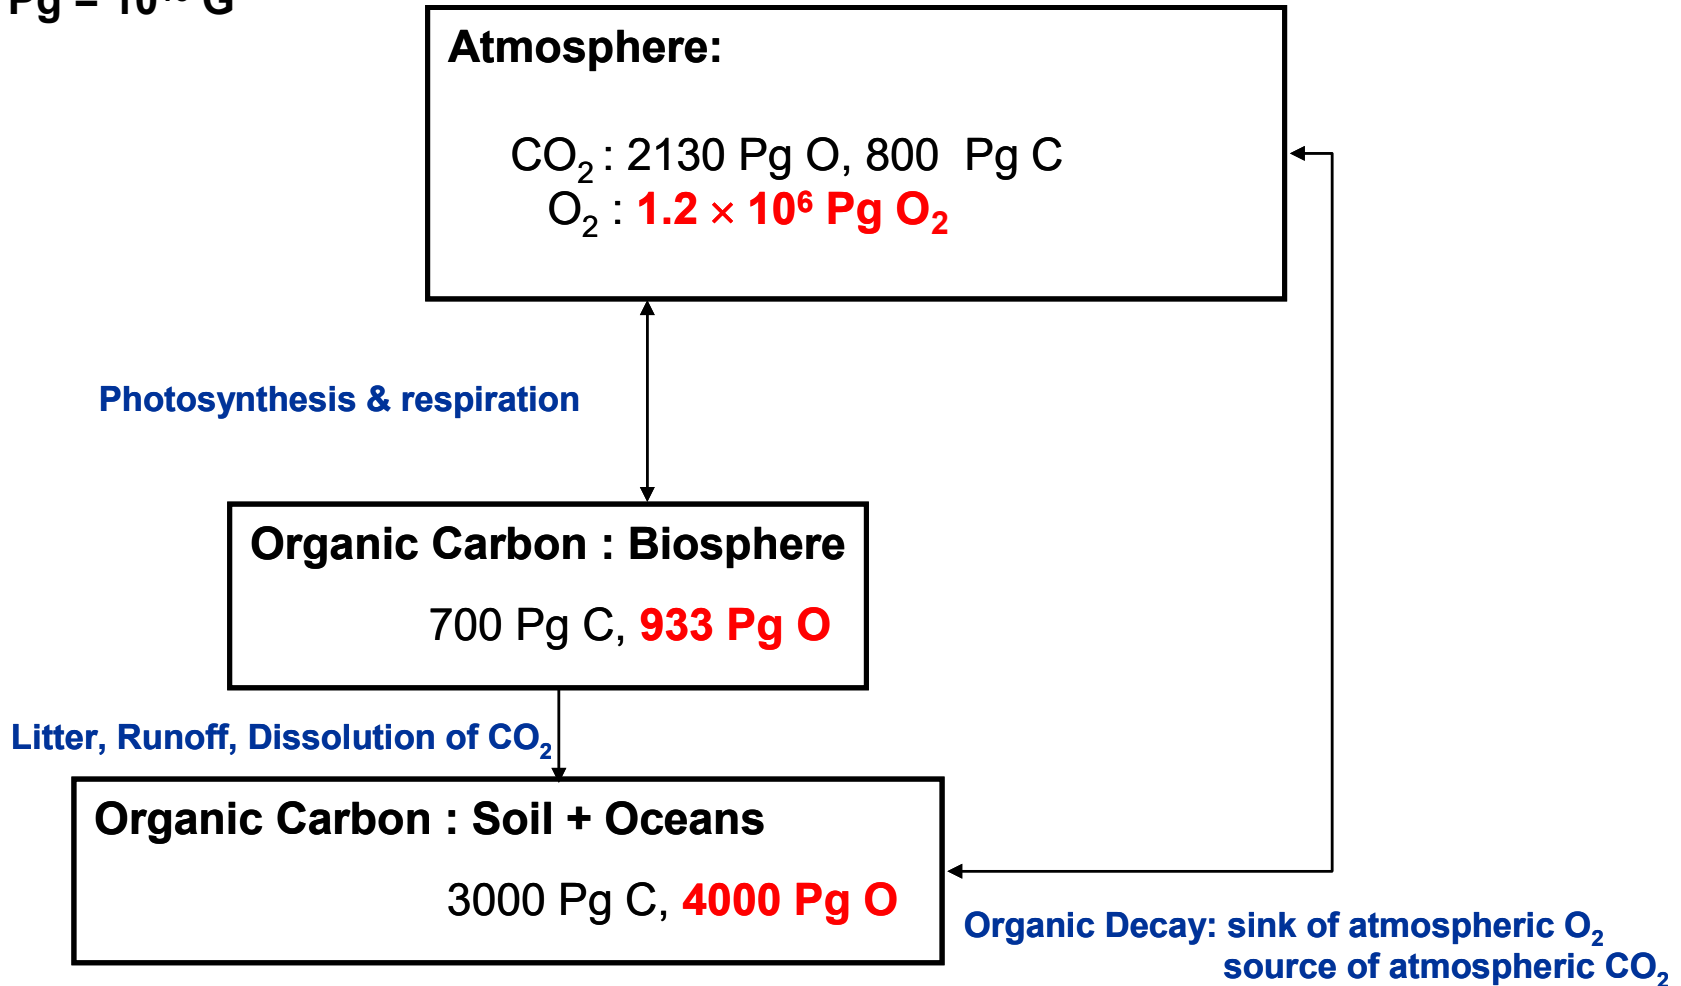 Pg = 10 G
Atmosphere:
CO₂ : 2130 Pg O, 800 Pg C
O₂ : 1.2 × 10⁶ Pg O₂
Photosynthesis & respiration
Organic Carbon : Biosphere
700 Pg C, 933 Pg O
Litter, Runoff, Dissolution of CO₂
Organic Carbon : Soil + Oceans
3000 Pg C, 4000 Pg O
Organic Decay: sink of atmospheric O₂
source of atmospheric CO₂